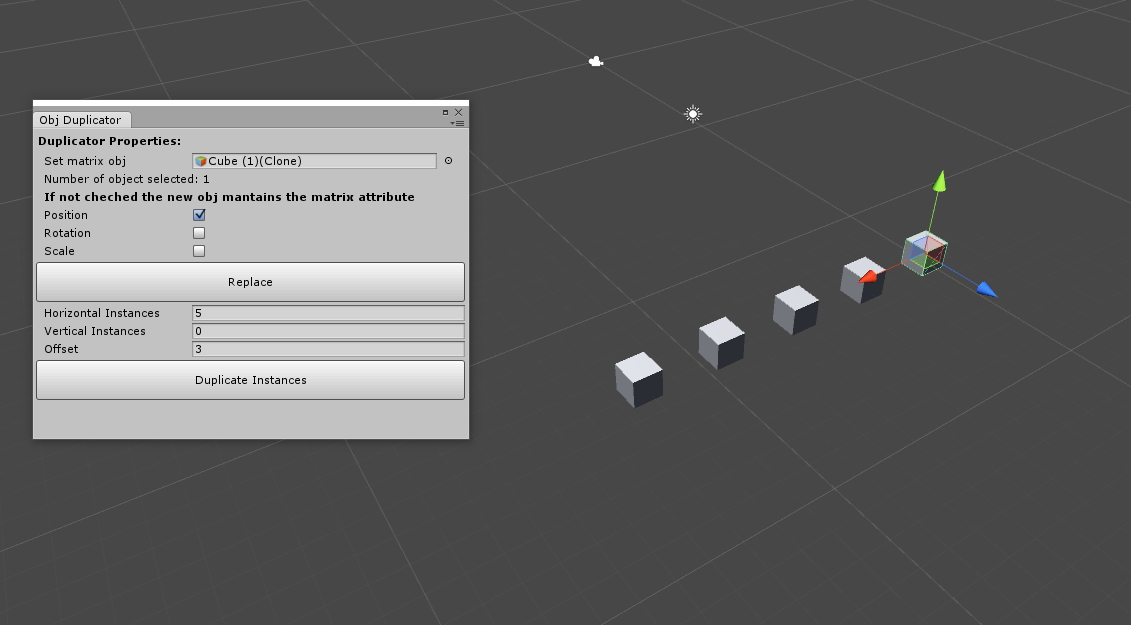 Obj Duplicator
Duplicator Properties:
Set matrix obj Cube (1)(Clone)
Number of object selected: 1
If not cheched the new obj mantains the matrix attribute
Position
Rotation
Scale
Replace
Horizontal Instances 5
Vertical Instances 0
Offset 3
Duplicate Instances